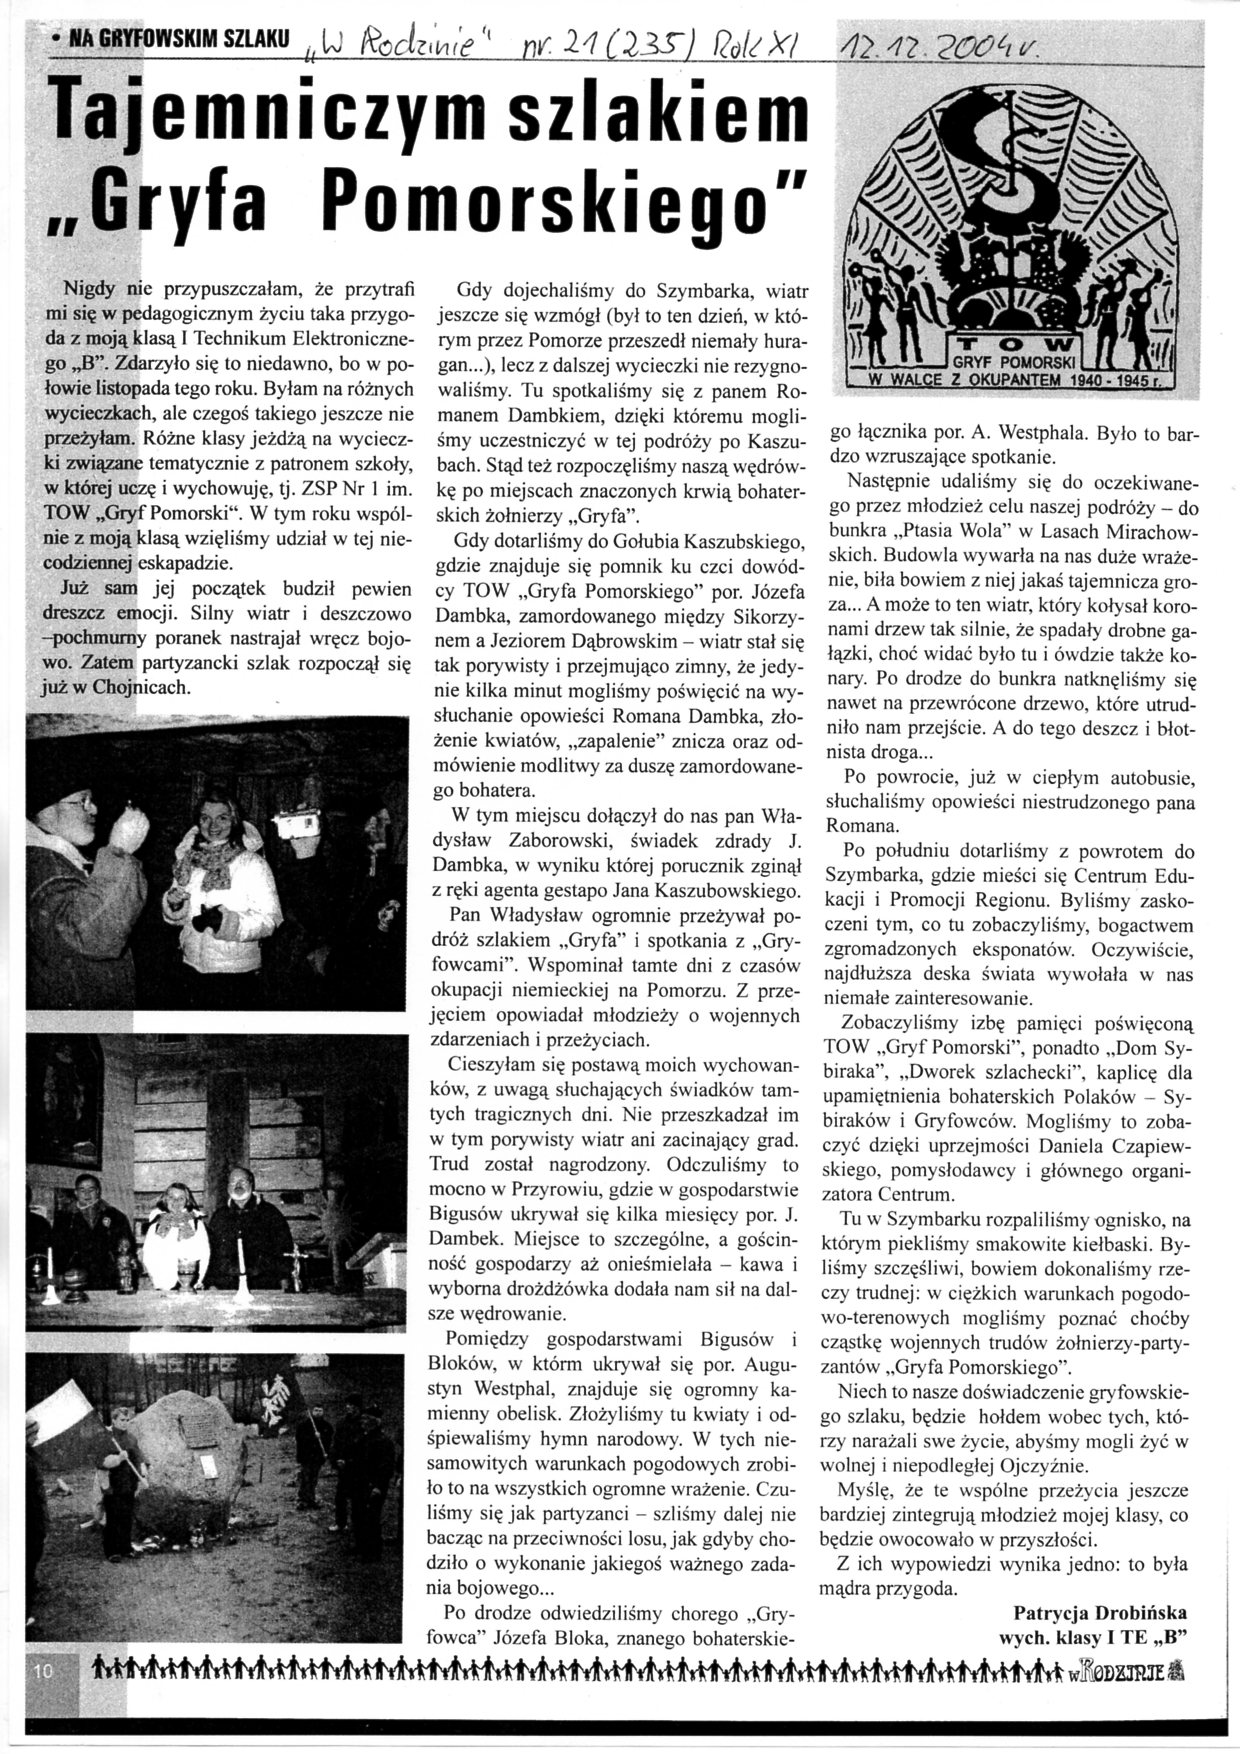 • NA GRYFOWSKIM SZLAKU
„W Rodzinie" nr. 21 (235) Rok XI 12.12.2004 r.
Tajemniczym szlakiem
„Gryfa Pomorskiego"
Nigdy nie przypuszczałam, że przytrafi
mi się w pedagogicznym życiu taka przygo-
da z moją klasą I Technikum Elektroniczne-
go „B”. Zdarzyło się to niedawno, bo w po-
łowie listopada tego roku. Byłam na różnych
wycieczkach, ale czegoś takiego jeszcze nie
przeżyłam. Różne klasy jeżdżą na wyciecz-
ki związane tematycznie z patronem szkoły,
w której uczę i wychowuję, tj. ZSP Nr 1 im.
TOW „Gryf Pomorski“. W tym roku wspól-
nie z moją klasą wzięliśmy udział w tej nie-
codziennej eskapadzie.
Już sam jej początek budził pewien
dreszcz emocji. Silny wiatr i deszczowo
–pochmurny poranek nastrajał wręcz bojo-
wo. Zatem partyzancki szlak rozpoczął się
już w Chojnicach.
Gdy dojechaliśmy do Szymbarka, wiatr
jeszcze się wzmógł (był to ten dzień, w któ-
rym przez Pomorze przeszedł niemały hura-
gan...), lecz z dalszej wycieczki nie rezygno-
waliśmy. Tu spotkaliśmy się z panem Ro-
manem Dambkiem, dzięki któremu mogli-
śmy uczestniczyć w tej podróży po Kaszu-
bach. Stąd też rozpoczęliśmy naszą wędrów-
kę po miejscach znaczonych krwią bohater-
skich żołnierzy „Gryfa”.
Gdy dotarliśmy do Gołubia Kaszubskiego,
gdzie znajduje się pomnik ku czci dowód-
cy TOW „Gryfa Pomorskiego” por. Józefa
Dambka, zamordowanego między Sikorzy-
nem a Jeziorem Dąbrowskim – wiatr stał się
tak porywisty i przejmująco zimny, że jedy-
nie kilka minut mogliśmy poświęcić na wy-
słuchanie opowieści Romana Dambka, zło-
żenie kwiatów, „zapalenie” znicza oraz od-
mówienie modlitwy za duszę zamordowane-
go bohatera.
W tym miejscu dołączył do nas pan Wła-
dysław Zaborowski, świadek zdrady J.
Dambka, w wyniku której porucznik zginął
z ręki agenta gestapo Jana Kaszubowskiego.
Pan Władysław ogromnie przeżywał po-
dróż szlakiem „Gryfa” i spotkania z „Gry-
fowcami”. Wspominał tamte dni z czasów
okupacji niemieckiej na Pomorzu. Z prze-
jęciem opowiadał młodzieży o wojennych
zdarzeniach i przeżyciach.
Cieszyłam się postawą moich wychowan-
ków, z uwagą słuchających świadków tam-
tych tragicznych dni. Nie przeszkadzał im
w tym porywisty wiatr ani zacinający grad.
Trud został nagrodzony. Odczuliśmy to
mocno w Przyrowiu, gdzie w gospodarstwie
Bigusów ukrywał się kilka miesięcy por. J.
Dambek. Miejsce to szczególne, a gościn-
ność gospodarzy aż onieśmielała – kawa i
wyborna drożdżówka dodała nam sił na dal-
sze wędrowanie.
Pomiędzy gospodarstwami Bigusów i
Bloków, w którm ukrywał się por. Augu-
styn Westphal, znajduje się ogromny ka-
mienny obelisk. Złożyliśmy tu kwiaty i od-
śpiewaliśmy hymn narodowy. W tych nie-
samowitych warunkach pogodowych zrobi-
ło to na wszystkich ogromne wrażenie. Czu-
liśmy się jak partyzanci – szliśmy dalej nie
bacząc na przeciwności losu, jak gdyby cho-
dziło o wykonanie jakiegoś ważnego zada-
nia bojowego...
Po drodze odwiedziliśmy chorego „Gry-
fowca” Józefa Bloka, znanego bohaterskie-
TOW
GRYF POMORSKI
W WALCE Z OKUPANTEM 1940-1945 r.
go łącznika por. A. Westphala. Było to bar-
dzo wzruszające spotkanie.
Następnie udaliśmy się do oczekiwane-
go przez młodzież celu naszej podróży – do
bunkra „Ptasia Wola” w Lasach Mirachow-
skich. Budowla wywarła na nas duże wraże-
nie, biła bowiem z niej jakaś tajemnicza gro-
za... A może to ten wiatr, który kołysał koro-
nami drzew tak silnie, że spadały drobne ga-
łązki, choć widać było tu i ówdzie także ko-
nary. Po drodze do bunkra natknęliśmy się
nawet na przewrócone drzewo, które utrud-
niło nam przejście. A do tego deszcz i błot-
nista droga...
Po powrocie, już w ciepłym autobusie,
słuchaliśmy opowieści niestrudzonego pana
Romana.
Po południu dotarliśmy z powrotem do
Szymbarka, gdzie mieści się Centrum Edu-
kacji i Promocji Regionu. Byliśmy zasko-
czeni tym, co tu zobaczyliśmy, bogactwem
zgromadzonych eksponatów. Oczywiście,
najdłuższa deska świata wywołała w nas
niemałe zainteresowanie.
Zobaczyliśmy izbę pamięci poświęconą
TOW „Gryf Pomorski”, ponadto „Dom Sy-
biraka”, „Dworek szlachecki”, kaplicę dla
upamiętnienia bohaterskich Polaków – Sy-
biraków i Gryfowców. Mogliśmy to zoba-
czyć dzięki uprzejmości Daniela Czapiew-
skiego, pomysłodawcy i głównego organi-
zatora Centrum.
Tu w Szymbarku rozpaliliśmy ognisko, na
którym piekliśmy smakowite kiełbaski. By-
liśmy szczęśliwi, bowiem dokonaliśmy rze-
czy trudnej: w ciężkich warunkach pogodo-
wo-terenowych mogliśmy poznać choćby
cząstkę wojennych trudów żołnierzy-party-
zantów „Gryfa Pomorskiego”.
Niech to nasze doświadczenie gryfowskie-
go szlaku, będzie hołdem wobec tych, któ-
rzy narażali swe życie, abyśmy mogli żyć w
wolnej i niepodległej Ojczyźnie.
Myślę, że te wspólne przeżycia jeszcze
bardziej zintegrują młodzież mojej klasy, co
będzie owocowało w przyszłości.
Z ich wypowiedzi wynika jedno: to była
mądra przygoda.
Patrycja Drobińska
wych. klasy I TE „B”
10
wRODZINIE